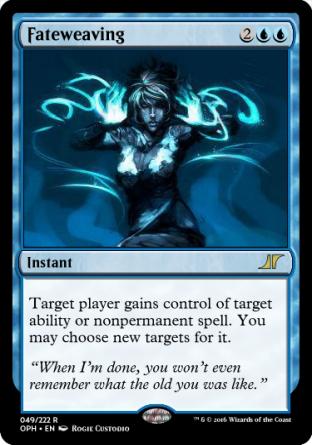 Fateweaving 2
Instant
Target player gains control of target
ability or nonpermanent spell. You
may choose new targets for it.
“When I'm done, you won't even
remember what the old you was like.”
049/222 R
OPH • EN Rogie Custodio
™ & © 2016 Wizards of the Coast